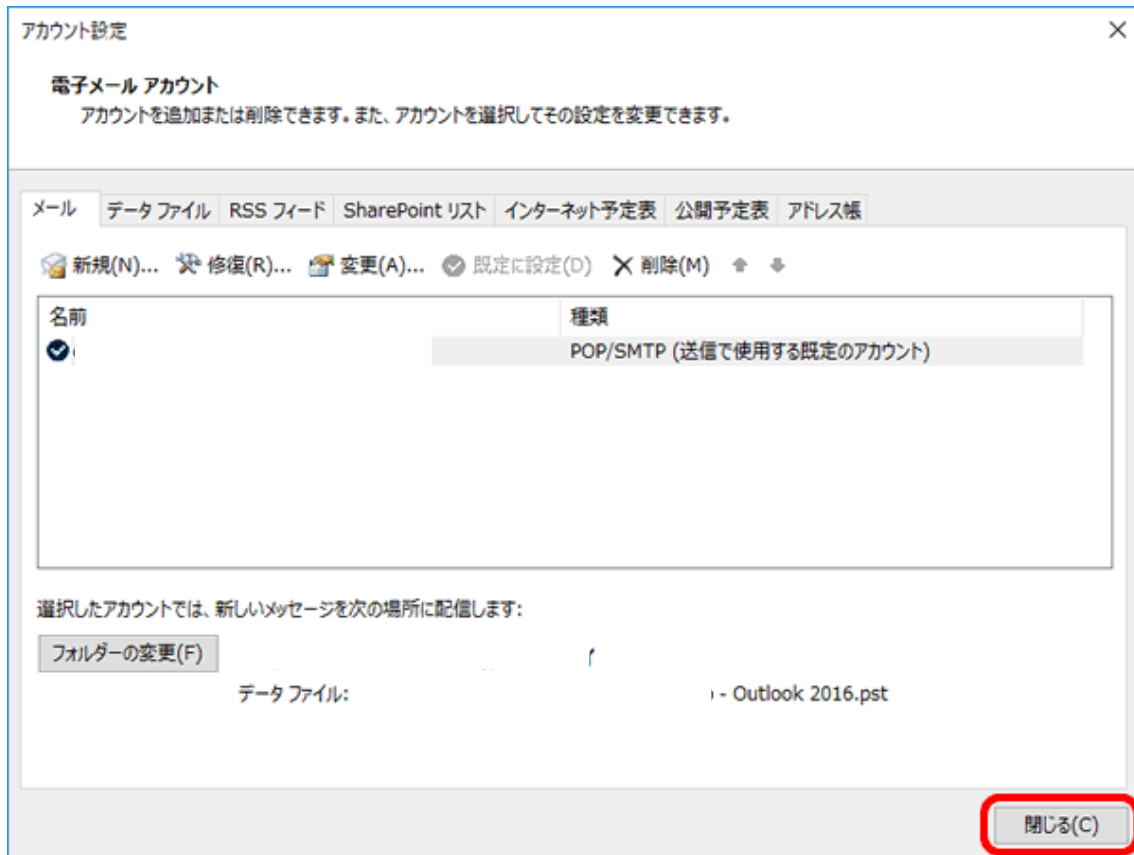 アカウント設定
電子メール アカウント
アカウントを追加または削除できます。また、アカウントを選択してその設定を変更できます。
メール データ ファイル RSS フィード SharePoint リスト インターネット予定表 公開予定表 アドレス帳
新規(N)... 修復(R)... 変更(A)... 既定に設定(D) 削除(M)
名前 種類
POP/SMTP (送信で使用する既定のアカウント)
選択したアカウントでは、新しいメッセージを次の場所に配信します:
フォルダーの変更(F)
データ ファイル: - Outlook 2016.pst
閉じる(C)